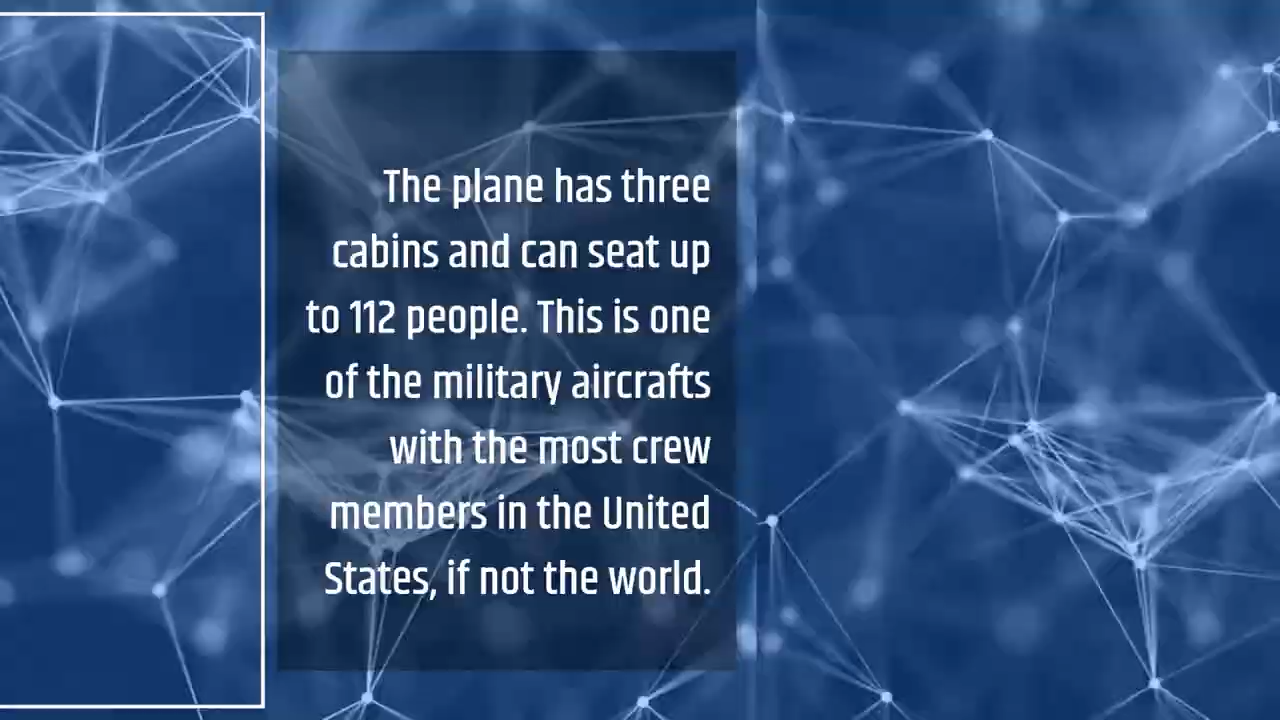 The plane has three
cabins and can seat up
to 112 people. This is one
of the military aircrafts
with the most crew
members in the United
States, if not the world.